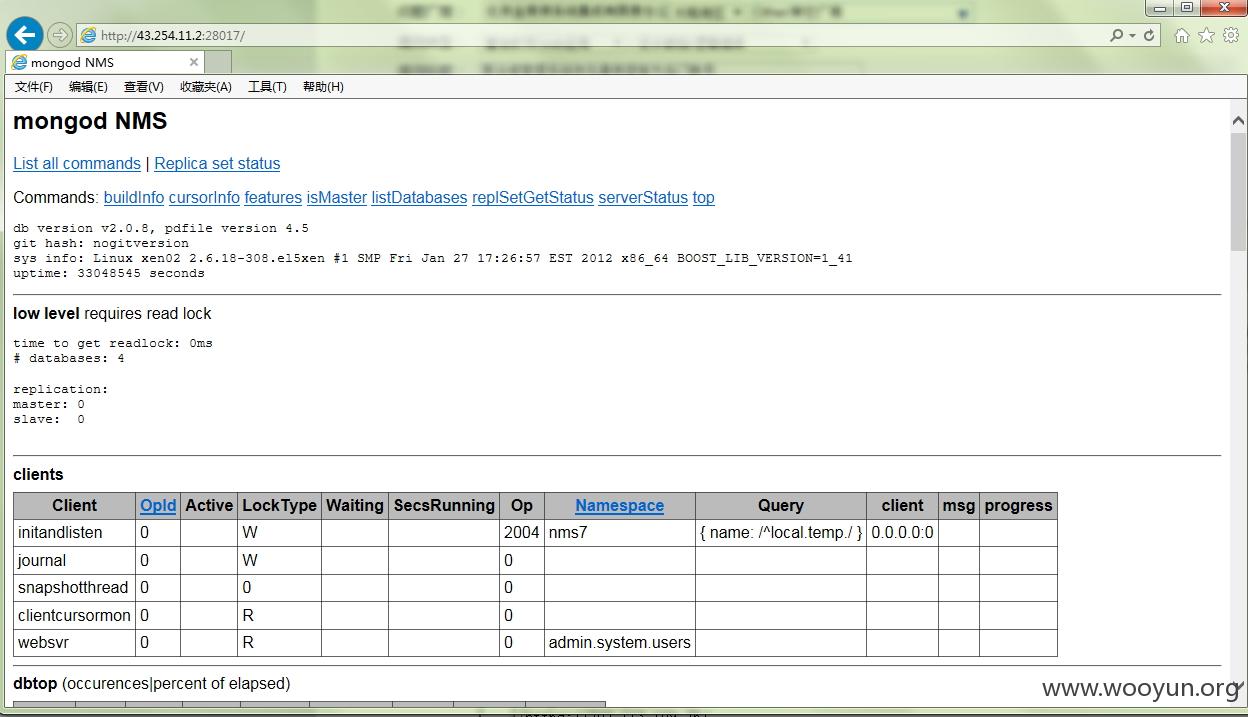 http://43.254.11.2:28017/
mongod NMS
文件(F) 编辑(E) 查看(V) 收藏夹(A) 工具(T) 帮助(H)
mongod NMS
List all commands | Replica set status
Commands: buildInfo cursorInfo features isMaster listDatabases replSetGetStatus serverStatus top
db version v2.0.8, pdfile version 4.5
git hash: nogitversion
sys info: Linux xen02 2.6.18-308.el5xen #1 SMP Fri Jan 27 17:26:57 EST 2012 x86_64 BOOST_LIB_VERSION=1_41
uptime: 33048545 seconds
low level requires read lock
time to get readlock: 0ms
# databases: 4
replication:
master: 0
slave: 0
clients
Client OpId Active LockType Waiting SecsRunning Op Namespace Query client msg progress
initandlisten 0 W 2004 nms7 { name: /^local.temp./ } 0.0.0.0:0
journal 0 W 0
snapshotthread 0 0 0
clientcursormon 0 R 0
websvr 0 R 0 admin.system.users
dbtop (occurences|percent of elapsed)
www.wooyun.org